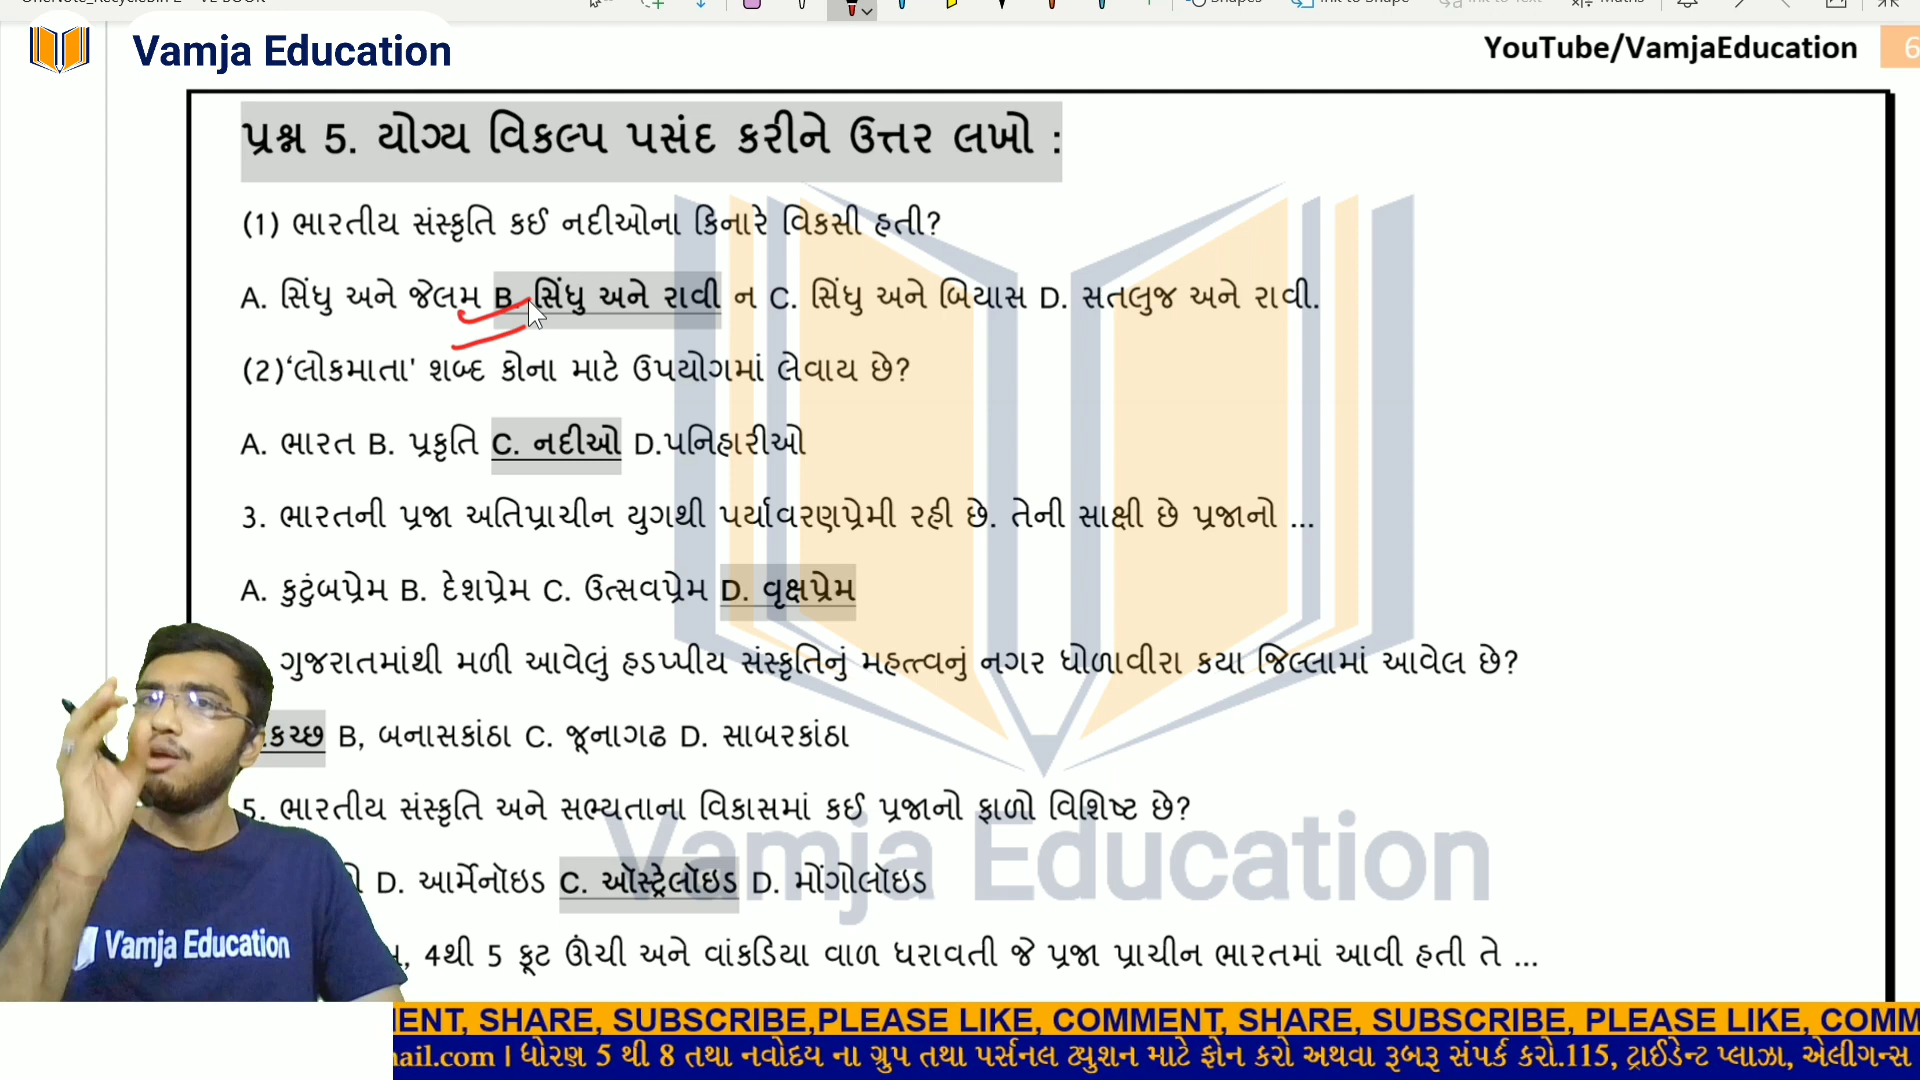 Vamja Education
YouTube/VamjaEducation
6
પ્રશ્ન 5. યોગ્ય વિકલ્પ પસંદ કરીને ઉત્તર લખો :
(1) ભારતીય સંસ્કૃતિ કઈ નદીઓના કિનારે વિકસી હતી?
A. સિંધુ અને જેલમ B. સિંધુ અને રાવી ન C. સિંધુ અને બિયાસ D. સતલુજ અને રાવી.
(2)‘લોકમાતા' શબ્દ કોના માટે ઉપયોગમાં લેવાય છે?
A. ભારત B. પ્રકૃતિ C. નદીઓ D.પનિહારીઓ
3. ભારતની પ્રજા અતિપ્રાચીન યુગથી પર્યાવરણપ્રેમી રહી છે. તેની સાક્ષી છે પ્રજાનો ...
A. કુટુંબપ્રેમ B. દેશપ્રેમ C. ઉત્સવપ્રેમ D. વૃક્ષપ્રેમ
ગુજરાતમાંથી મળી આવેલું હડપ્પીય સંસ્કૃતિનું મહત્ત્વનું નગર ધોળાવીરા કયા જિલ્લામાં આવેલ છે?
કચ્છ B, બનાસકાંઠા C. જૂનાગઢ D. સાબરકાંઠા
5. ભારતીય સંસ્કૃતિ અને સભ્યતાના વિકાસમાં કઈ પ્રજાનો ફાળો વિશિષ્ટ છે?
D. આર્મેનૉઇડ C. ઑસ્ટ્રેલૉઇડ D. મોંગોલૉઇડ
4થી 5 ફૂટ ઊંચી અને વાંકડિયા વાળ ધરાવતી જે પ્રજા પ્રાચીન ભારતમાં આવી હતી તે ...
Vamja Education
Vamja Education
SHARE, SUBSCRIBE,PLEASE LIKE, COMMENT, SHARE, SUBSCRIBE, PLEASE LIKE, COMM
ail.com | ધોરણ 5 થી 8 તથા નવોદય ના ગ્રુપ તથા પર્સનલ ટ્યુશન માટે ફોન કરો અથવા રૂબરૂ સંપર્ક કરો.115, ટ્રાઈડેન્ટ પ્લાઝા, એલીગન્સ